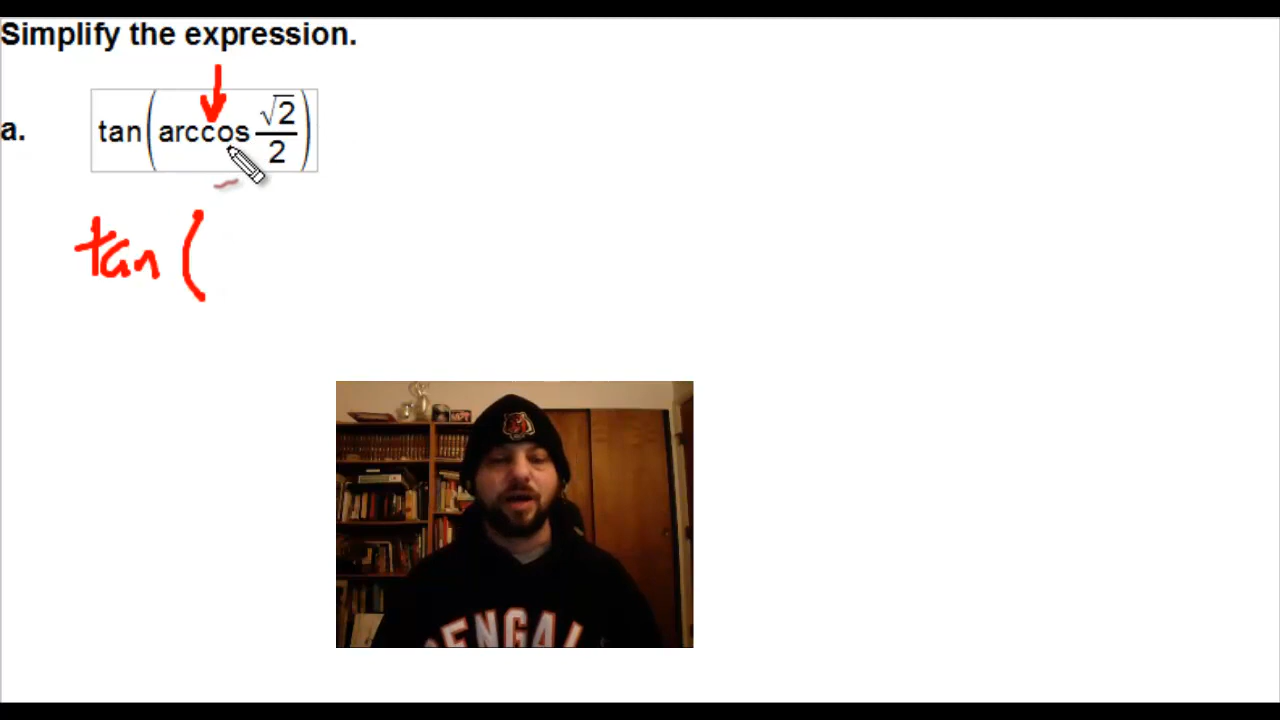 Simplify the expression.
a. tan(arccos √2/2)
tan (
ENGAL